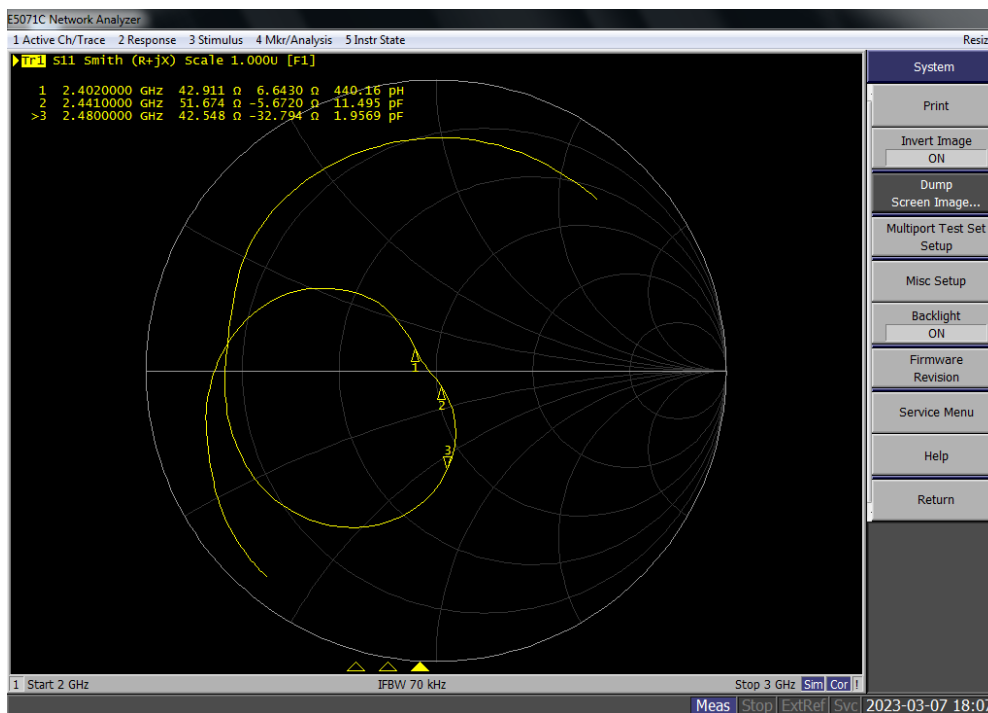 E5071C Network Analyzer
1 Active Ch/Trace 2 Response 3 Stimulus 4 Mkr/Analysis 5 Instr State
Resiz
Tr1 S11 Smith (R+jX) Scale 1.000U [F1]
1 2.4020000 GHz 42.911 Ω 6.6430 Ω 440.16 pH
2 2.4410000 GHz 51.674 Ω -5.6720 Ω 11.495 pF
>3 2.4800000 GHz 42.548 Ω -32.794 Ω 1.9569 pF
1
2
3
System
Print
Invert Image
ON
Dump
Screen Image...
Multiport Test Set
Setup
Misc Setup
Backlight
ON
Firmware
Revision
Service Menu
Help
Return
1 Start 2 GHz
IFBW 70 kHz
Stop 3 GHz Sim Cor !
Meas Stop ExtRef Svc 2023-03-07 18:07